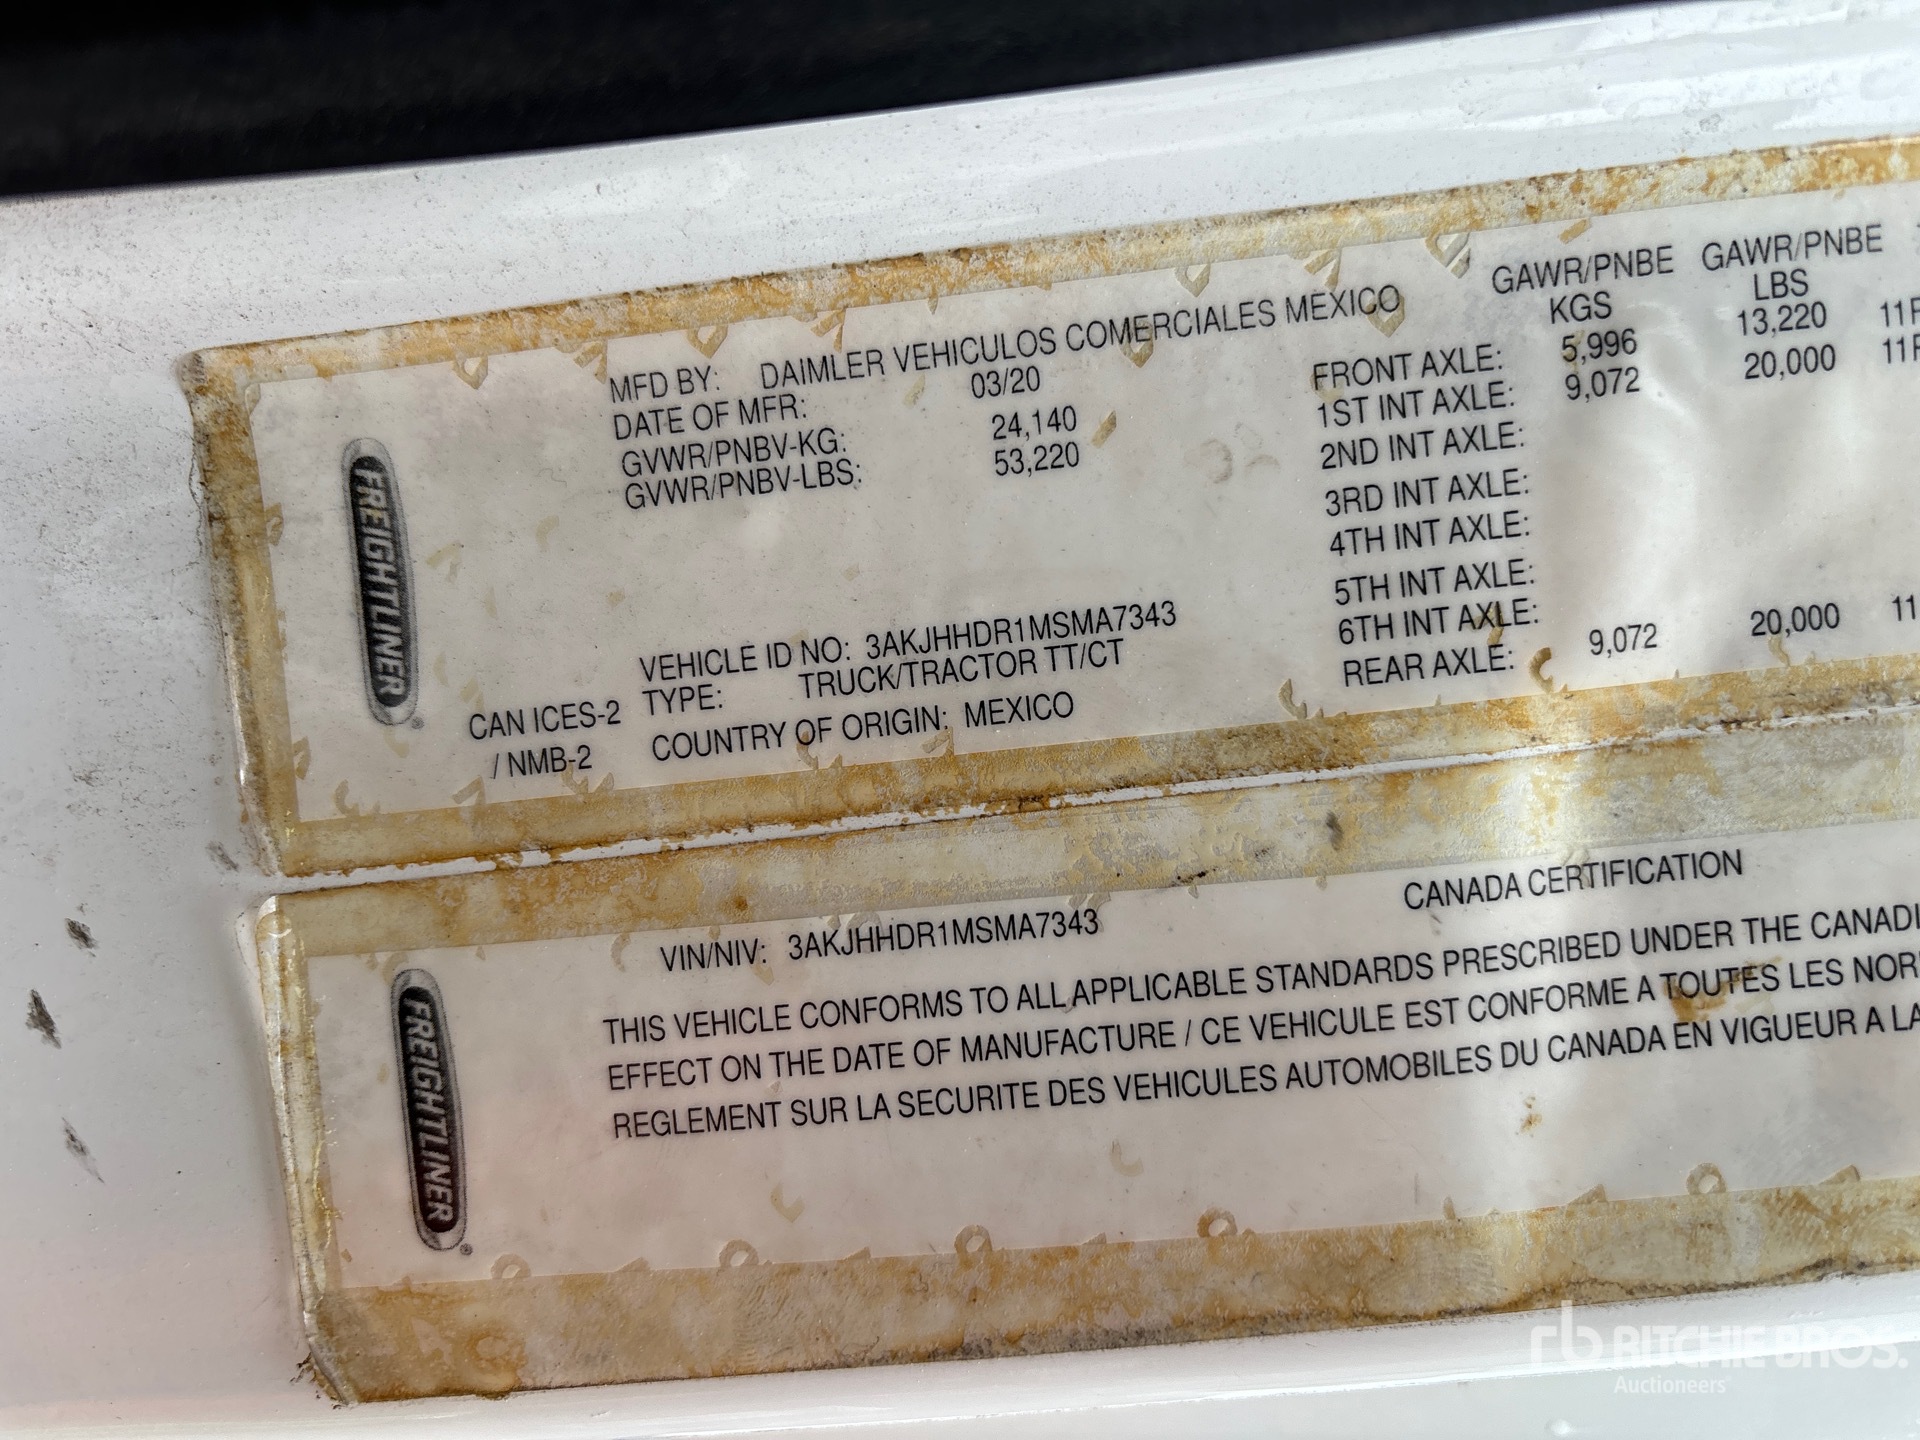 FREIGHTLINER®
MFD BY: DAIMLER VEHICULOS COMERCIALES MEXICO
DATE OF MFR: 03/20
GVWR/PNBV-KG: 24,140
GVWR/PNBV-LBS: 53,220
VEHICLE ID NO: 3AKJHHDR1MSMA7343
TYPE: TRUCK/TRACTOR TT/CT
COUNTRY OF ORIGIN: MEXICO
CAN ICES-2
/ NMB-2
GAWR/PNBE GAWR/PNBE
KGS LBS
FRONT AXLE: 5,996 13,220 11
1ST INT AXLE: 9,072 20,000 11
2ND INT AXLE:
3RD INT AXLE:
4TH INT AXLE:
5TH INT AXLE:
6TH INT AXLE:
REAR AXLE: 9,072 20,000 11
FREIGHTLINER®
CANADA CERTIFICATION
VIN/NIV: 3AKJHHDR1MSMA7343
THIS VEHICLE CONFORMS TO ALL APPLICABLE STANDARDS PRESCRIBED UNDER THE CANADI
EFFECT ON THE DATE OF MANUFACTURE / CE VEHICULE EST CONFORME A TOUTES LES NOR
REGLEMENT SUR LA SECURITE DES VEHICULES AUTOMOBILES DU CANADA EN VIGUEUR A LA
rb RITCHIE BROS.
Auctioneers